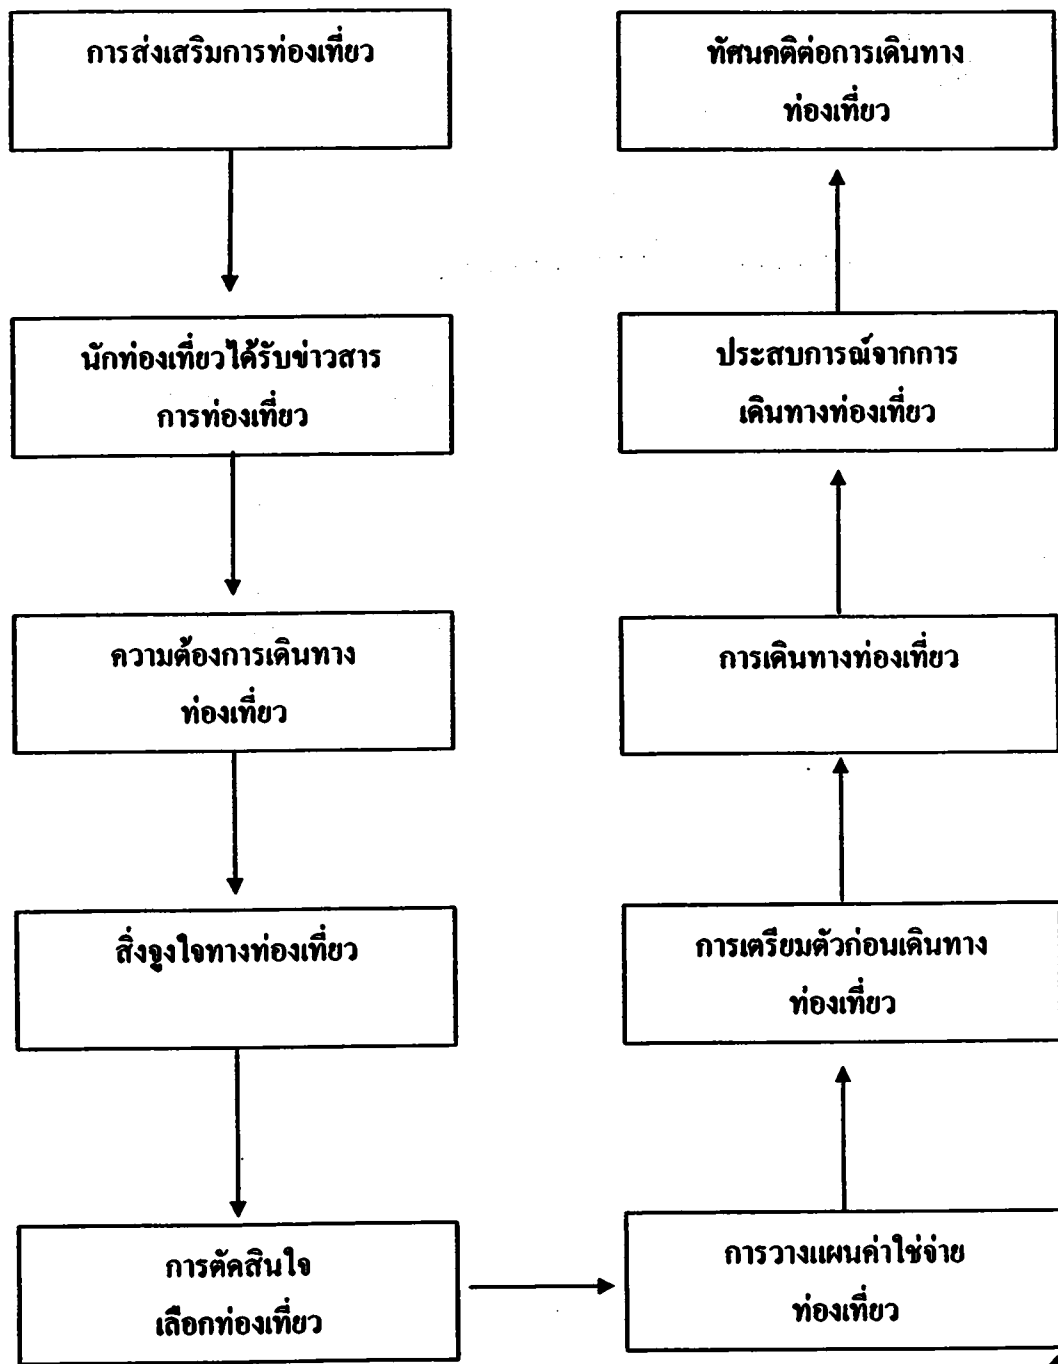 การส่งเสริมการท่องเที่ยว
นักท่องเที่ยวได้รับข่าวสาร
การท่องเที่ยว
ความต้องการเดินทาง
ท่องเที่ยว
สิ่งจูงใจทางท่องเที่ยว
การตัดสินใจ
เลือกท่องเที่ยว
การวางแผนค่าใช้จ่าย
ท่องเที่ยว
การเตรียมตัวก่อนเดินทาง
ท่องเที่ยว
การเดินทางท่องเที่ยว
ประสบการณ์จากการ
เดินทางท่องเที่ยว
ทัศนคติต่อการเดินทาง
ท่องเที่ยว